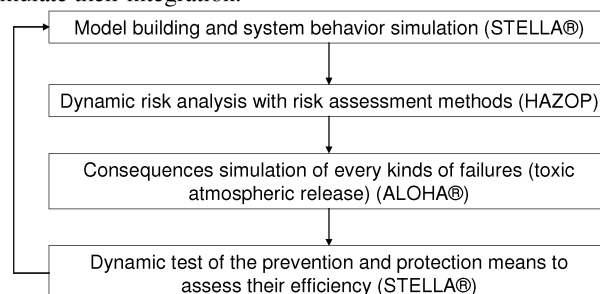 their integration.
Model building and system behavior simulation (STELLA®)
Dynamic risk analysis with risk assessment methods (HAZOP)
Consequences simulation of every kinds of failures (toxic
atmospheric release) (ALOHA®)
Dynamic test of the prevention and protection means to
assess their efficiency (STELLA®)